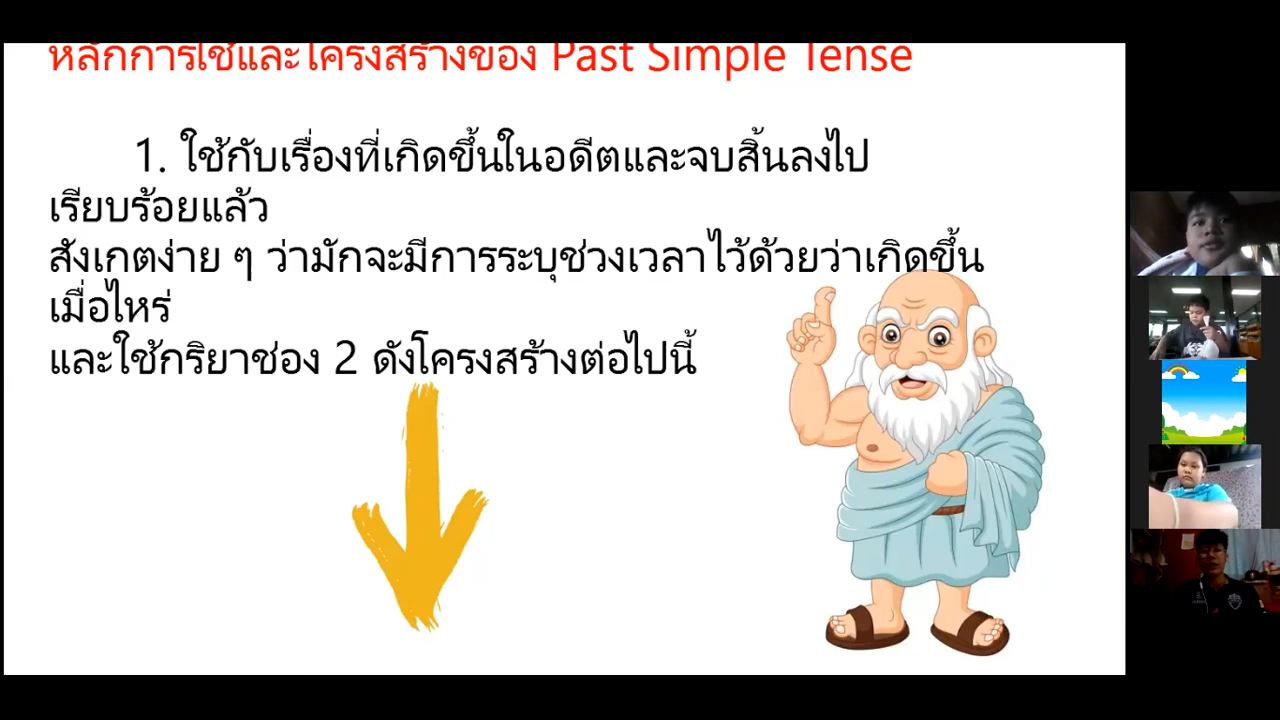 หลักการใช้และโครงสร้างของ Past Simple Tense
1. ใช้กับเรื่องที่เกิดขึ้นในอดีตและจบสิ้นลงไป
เรียบร้อยแล้ว
สังเกตง่าย ๆ ว่ามักจะมีการระบุช่วงเวลาไว้ด้วยว่าเกิดขึ้น
เมื่อไหร่
และใช้กริยาช่อง 2 ดังโครงสร้างต่อไปนี้